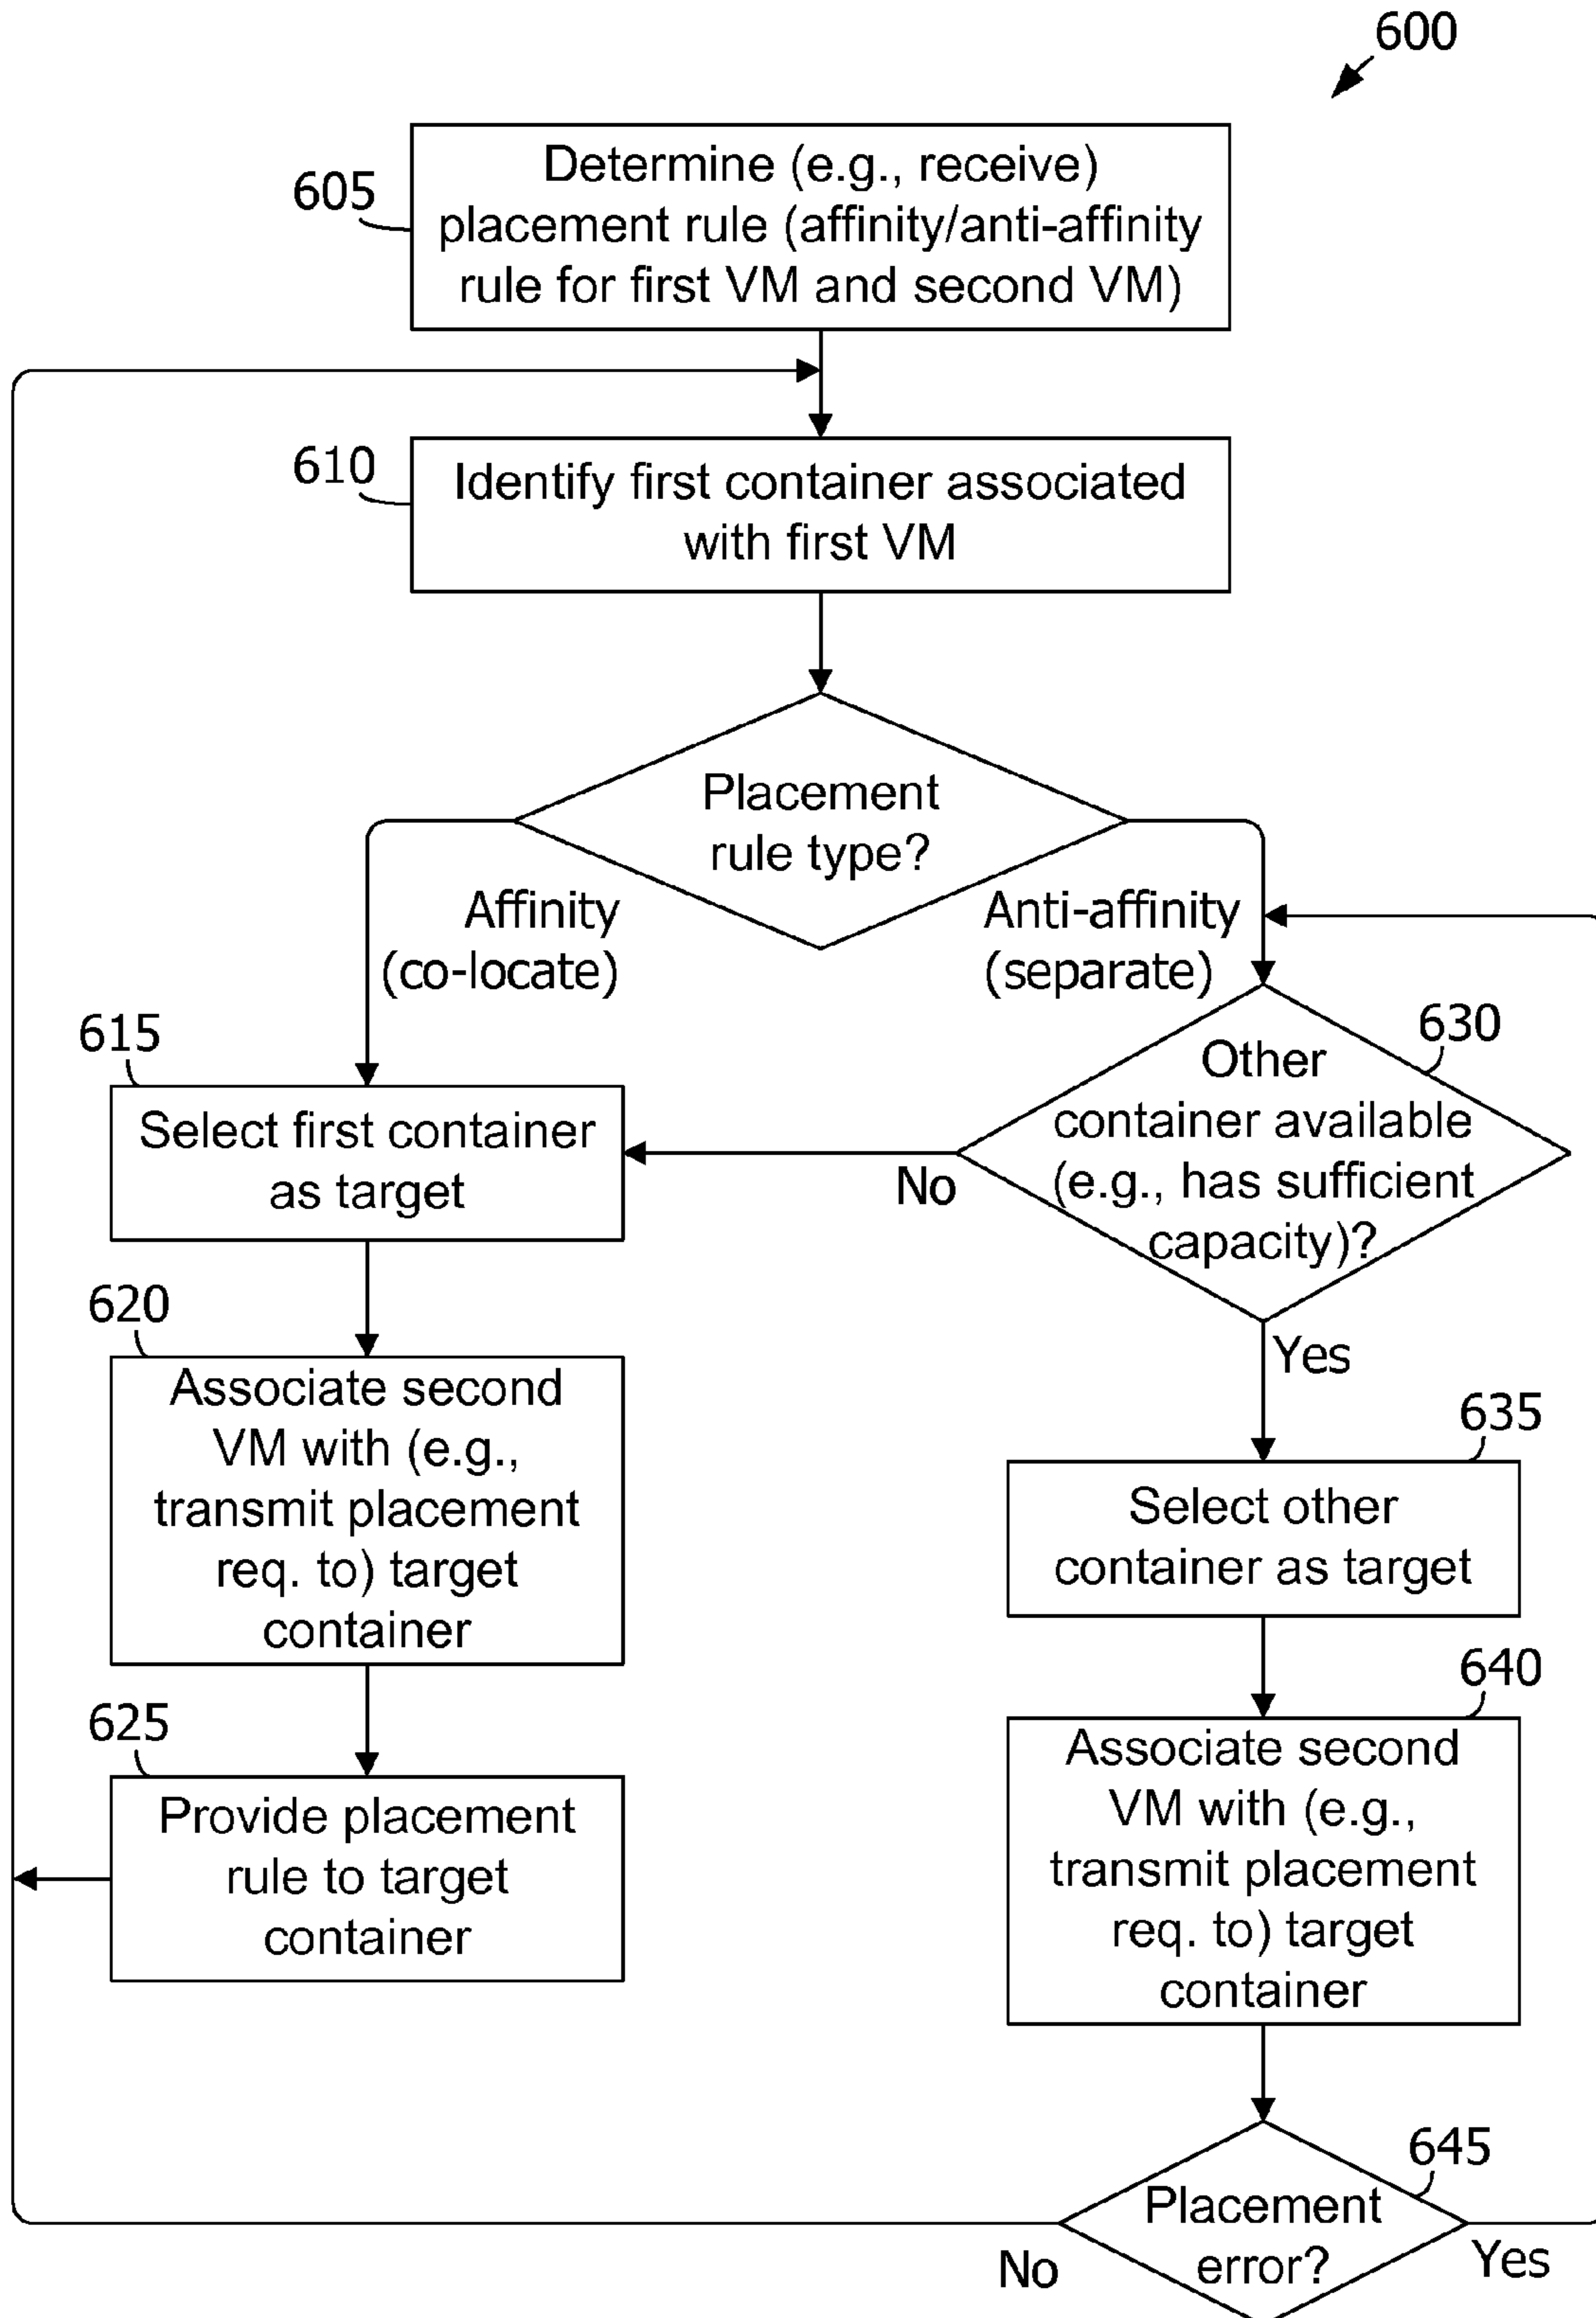 600
605
Determine (e.g., receive)
placement rule (affinity/anti-affinity
rule for first VM and second VM)
610
Identify first container associated
with first VM
Placement
rule type?
Affinity
(co-locate)
Anti-affinity
(separate)
615
Select first container
as target
630
Other
container available
(e.g., has sufficient
capacity)?
No
Yes
620
Associate second
VM with (e.g.,
transmit placement
req. to) target
container
625
Provide placement
rule to target
container
635
Select other
container as target
640
Associate second
VM with (e.g.,
transmit placement
req. to) target
container
645
Placement
error?
No
Yes